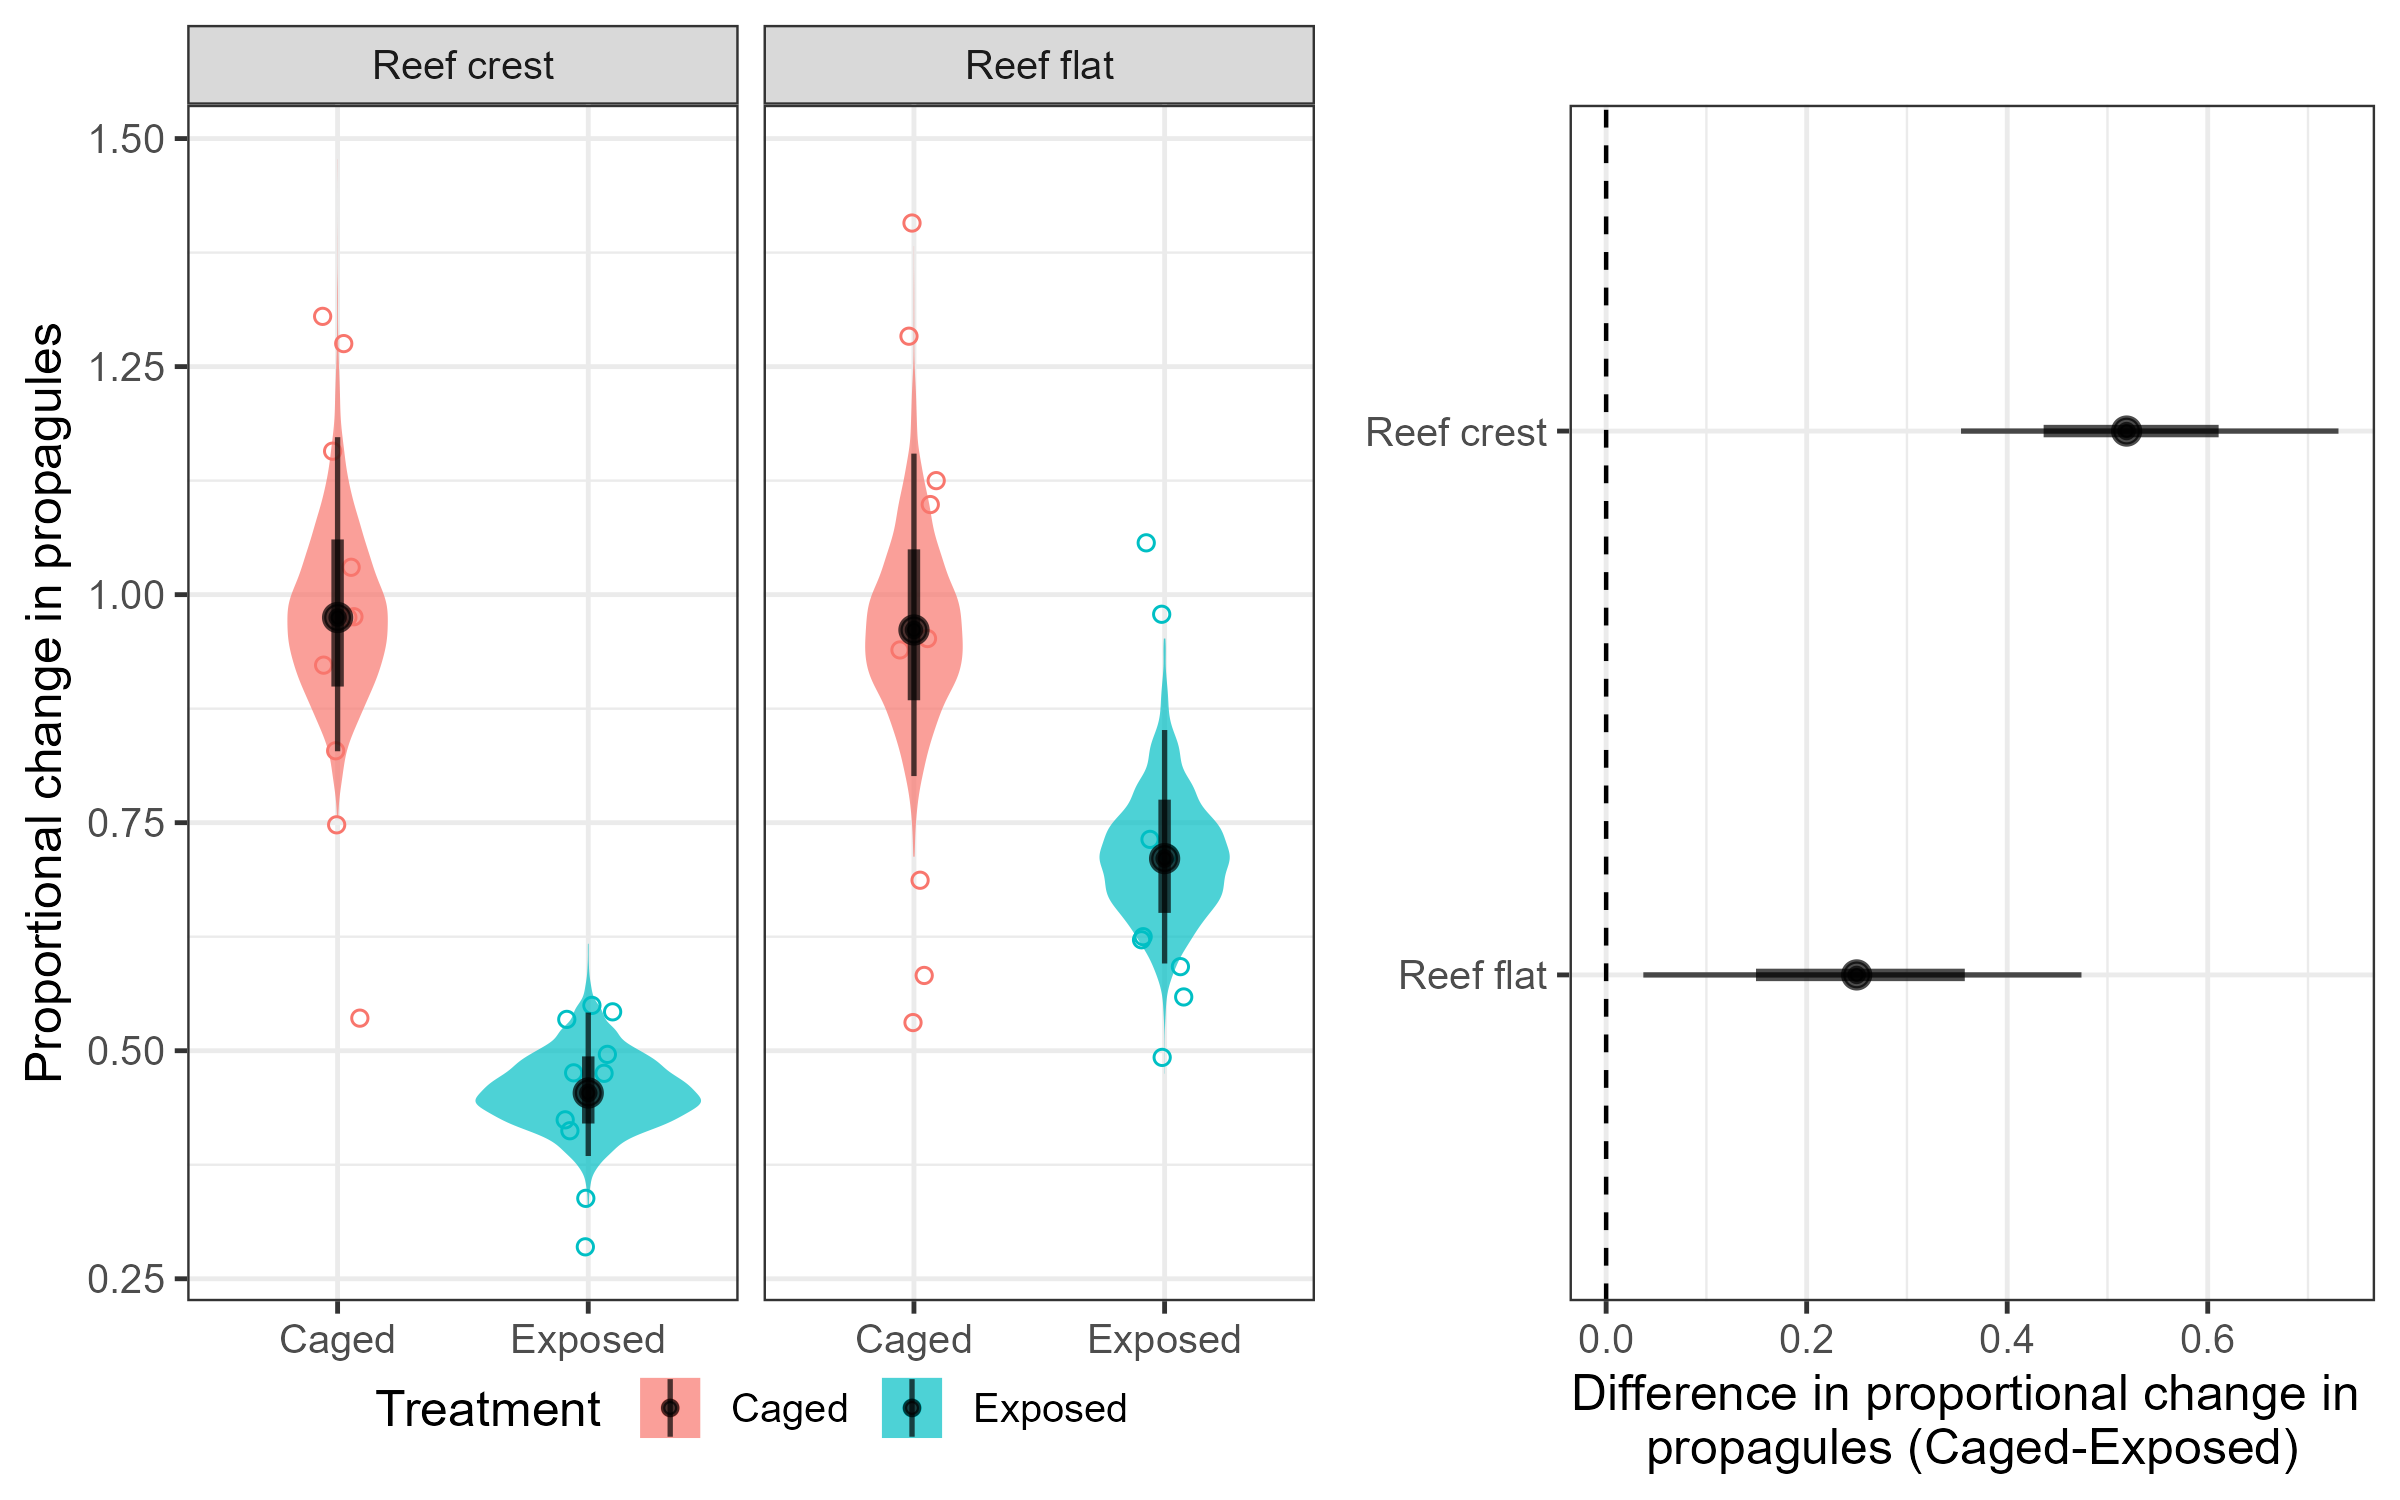 Reef crest
Reef flat
Proportional change in propagules
1.50
1.25
1.00
0.75
0.50
0.25
Caged
Exposed
Caged
Exposed
Treatment
Caged
Exposed
Reef crest
Reef flat
0.0
0.2
0.4
0.6
Difference in proportional change in
propagules (Caged-Exposed)